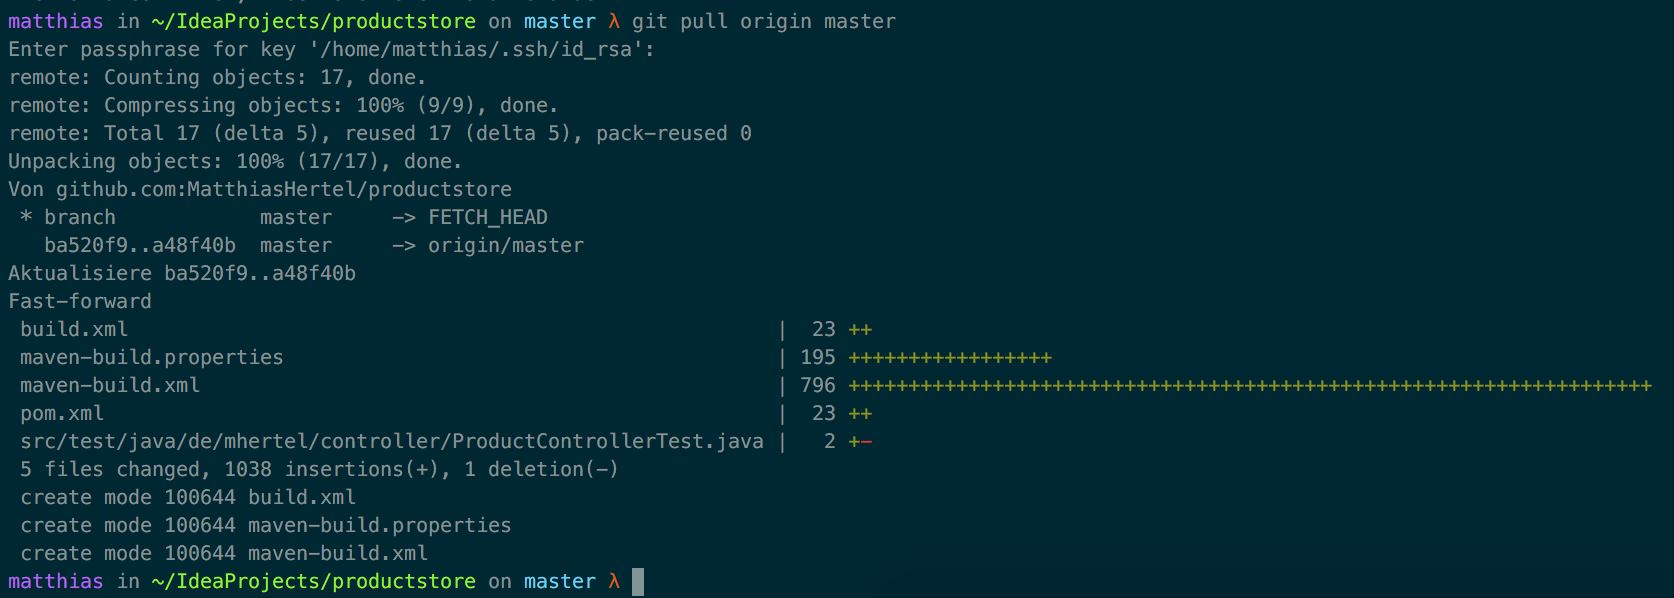 matthias in ~/IdeaProjects/productstore on master λ git pull origin master
Enter passphrase for key '/home/matthias/.ssh/id_rsa':
remote: Counting objects: 17, done.
remote: Compressing objects: 100% (9/9), done.
remote: Total 17 (delta 5), reused 17 (delta 5), pack-reused 0
Unpacking objects: 100% (17/17), done.
Von github.com:MatthiasHertel/productstore
 * branch            master     -> FETCH_HEAD
   ba520f9..a48f40b  master     -> origin/master
Aktualisiere ba520f9..a48f40b
Fast-forward
 build.xml                                                      |  23 ++
 maven-build.properties                                         | 195 +++++++++++++++++
 maven-build.xml                                                | 796 +++++++++++++++++++++++++++++++++++++++++++++++++++++++++++++++++++
 pom.xml                                                        |  23 ++
 src/test/java/de/mhertel/controller/ProductControllerTest.java |   2 +-
 5 files changed, 1038 insertions(+), 1 deletion(-)
 create mode 100644 build.xml
 create mode 100644 maven-build.properties
 create mode 100644 maven-build.xml
matthias in ~/IdeaProjects/productstore on master λ